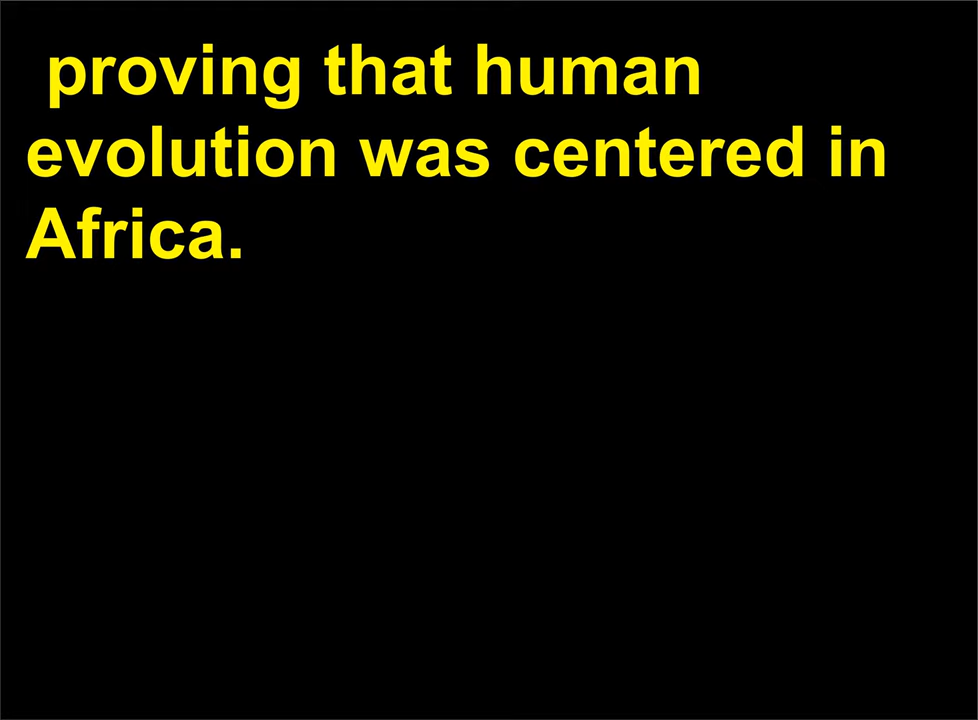 proving that human
evolution was centered in
Africa.